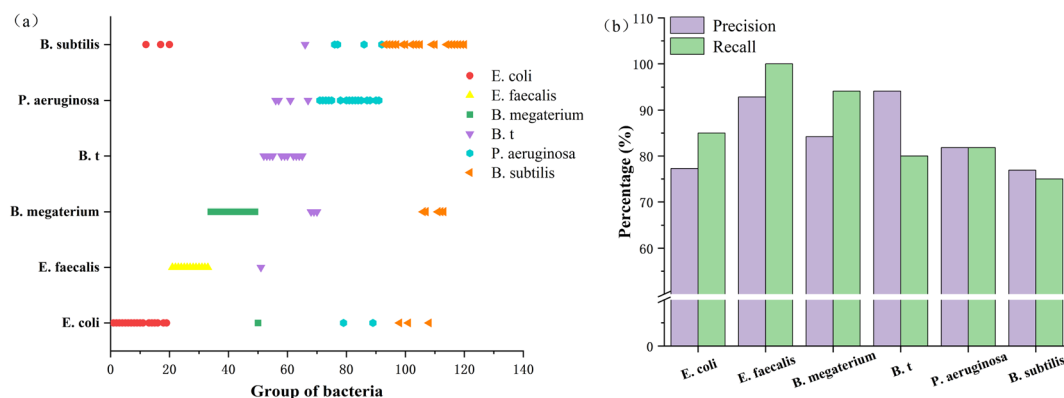 (a)
B. subtilis
P. aeruginosa
B. t
B. megaterium
E. faecalis
E. coli
0 20 40 60 80 100 120 140
Group of bacteria
E. coli
E. faecalis
B. megaterium
B. t
P. aeruginosa
B. subtilis
(b)
110
100
90
80
70
60
0
Percentage (%)
Precision
Recall
E. coli E. faecalis B. megaterium B. t P. aeruginosa B. subtilis